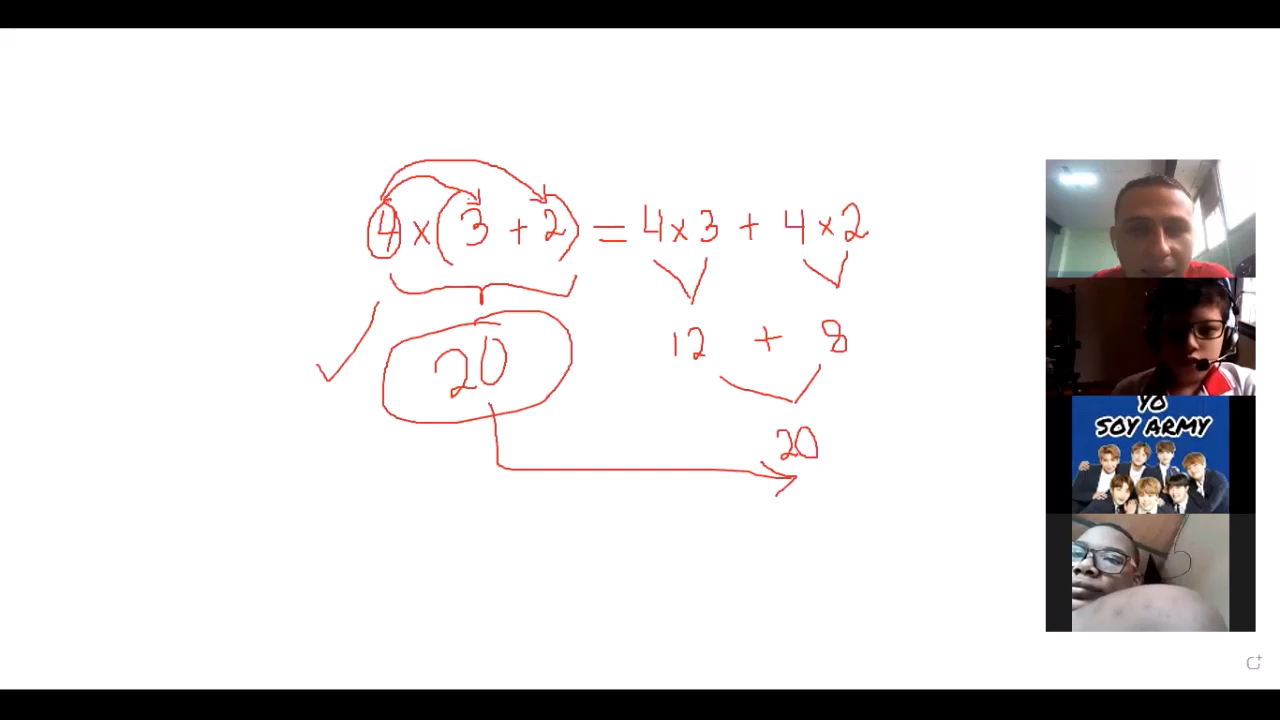 4 × (3 + 2) = 4 × 3 + 4 × 2
20
12 + 8
20
YO
SOY ARMY